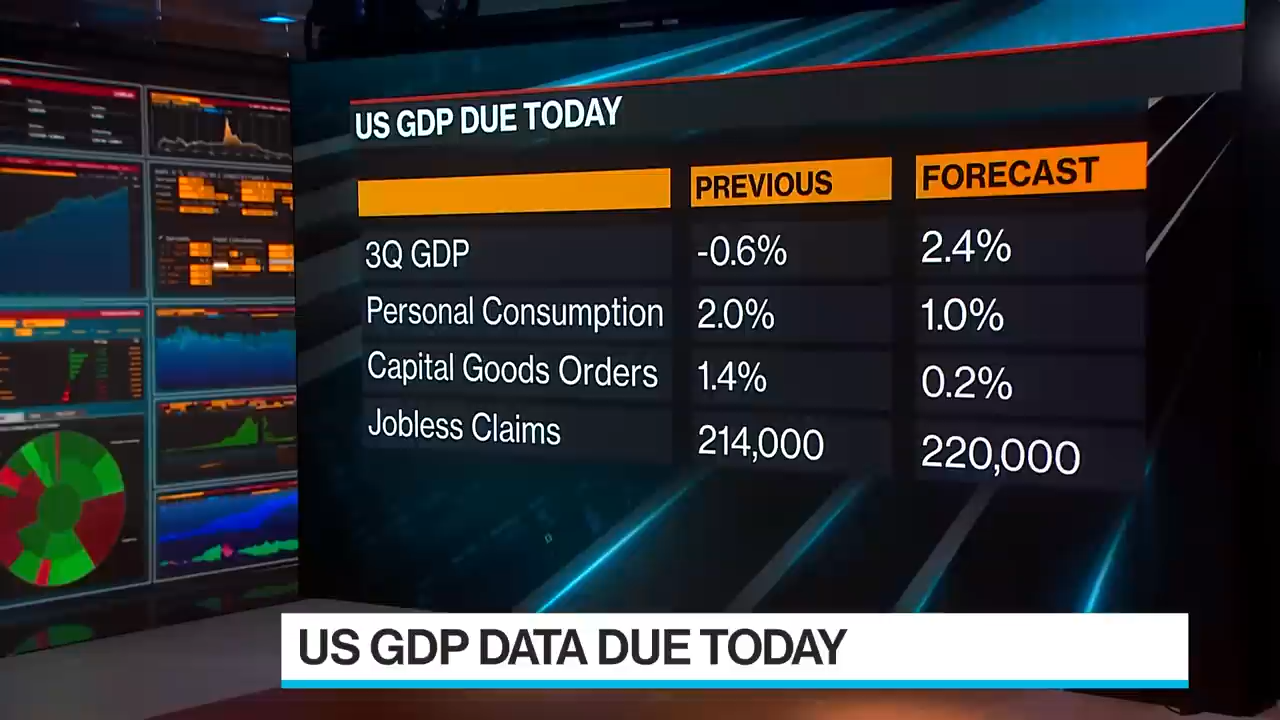 US GDP DUE TODAY
PREVIOUS FORECAST
3Q GDP -0.6% 2.4%
Personal Consumption 2.0% 1.0%
Capital Goods Orders 1.4% 0.2%
Jobless Claims 214,000 220,000
US GDP DATA DUE TODAY